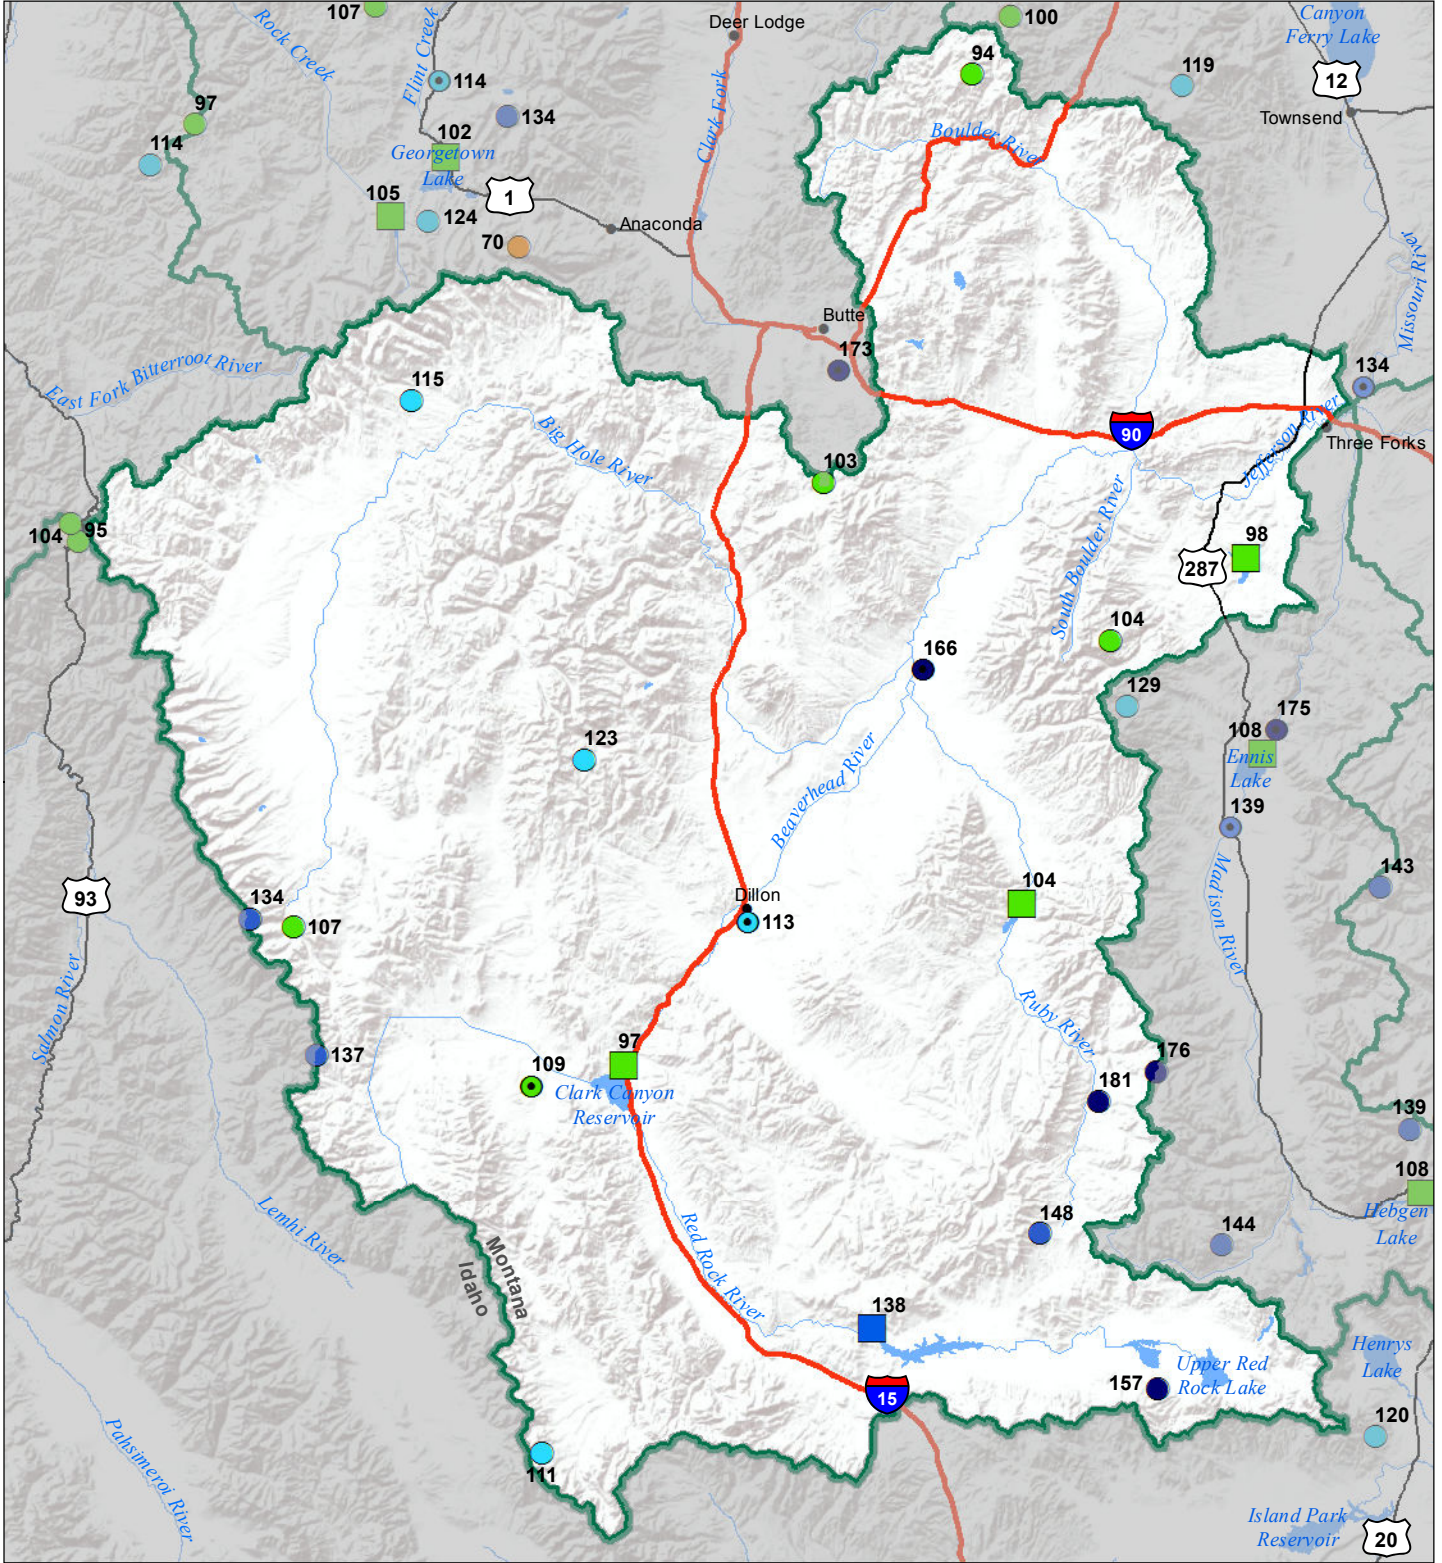 107
Rock Creek
Flint Creek
Deer Lodge
100
Canyon
Ferry Lake
94
119
12
114
134
97
Clark Fork
Townsend
102
Boulder River
114
Georgetown
Lake
105
1
124
Anaconda
70
Missouri River
Butte
173
East Fork Bitterroot River
134
115
Big Hole River
90
Jefferson River
Three Forks
103
104
95
South Boulder River
98
287
104
166
129
175
108
Ennis
Lake
123
Beaverhead River
139
Madison River
143
93
134
107
Dillon
113
104
Salmon River
Ruby River
137
97
109
Clark Canyon
Reservoir
176
181
139
108
Hebgen
Lake
Lemhi River
Red Rock River
148
144
Montana
Idaho
138
Henrys
Lake
Upper Red
Rock Lake
157
15
120
Pahsimeroi River
111
Island Park
Reservoir
20